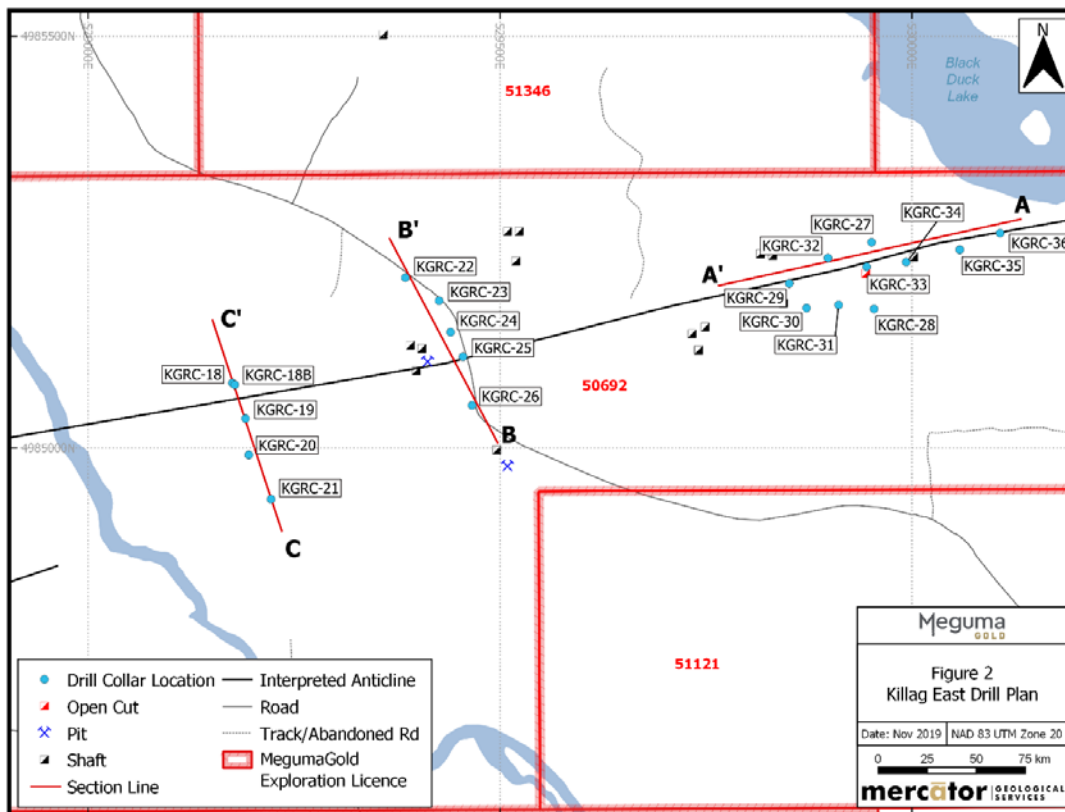 4985500N
529000E
529500E
530000E
N
Black
Duck
Lake
51346
A
KGRC-34
KGRC-27
KGRC-32
KGRC-36
B'
KGRC-35
KGRC-22
A'
KGRC-33
KGRC-29
KGRC-23
KGRC-30
KGRC-28
C'
KGRC-24
KGRC-31
KGRC-25
KGRC-18
KGRC-18B
50692
KGRC-26
KGRC-19
B
4985000N
KGRC-20
KGRC-21
C
51121
Drill Collar Location
Open Cut
Pit
Shaft
Section Line
Interpreted Anticline
Road
Track/Abandoned Rd
MegumaGold
Exploration Licence
Meguma
GOLD
Figure 2
Killag East Drill Plan
Date: Nov 2019
NAD 83 UTM Zone 20
0 25 50 75 km
mercātor GEOLOGICAL
SERVICES